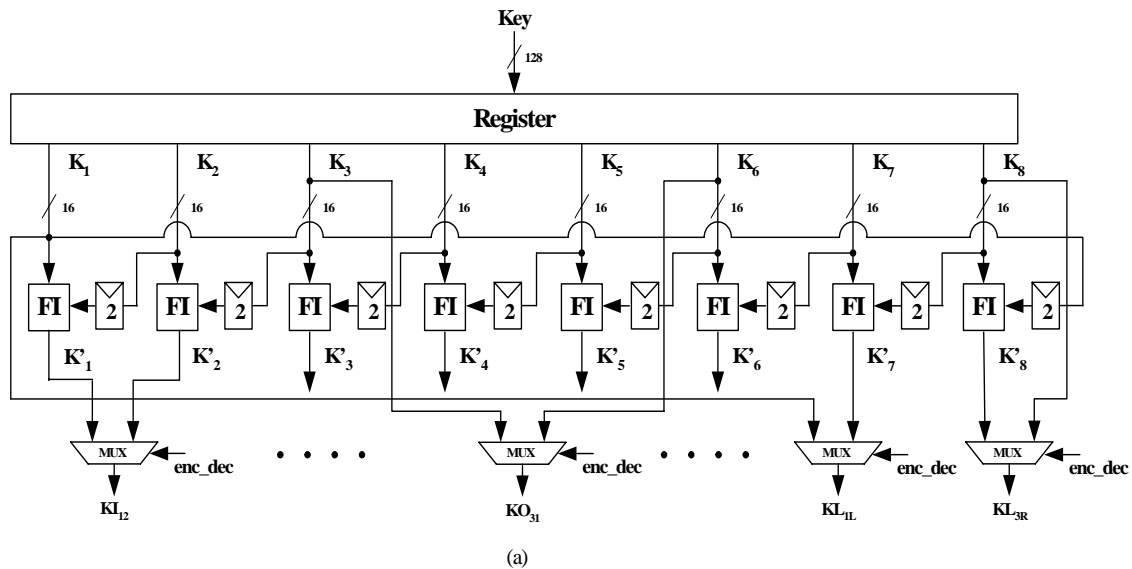 Key
128
Register
K₁ K₂ K₃ K₄ K₅ K₆ K₇ K₈
16 16 16 16 16 16 16 16
FI 2 FI 2 FI 2 FI 2 FI 2 FI 2 FI 2 FI 2
K'₁ K'₂ K'₃ K'₄ K'₅ K'₆ K'₇ K'₈
MUX MUX MUX MUX
enc_dec enc_dec enc_dec enc_dec
KI₁₂ KO₃₁ KL₁L KL₃R
(a)